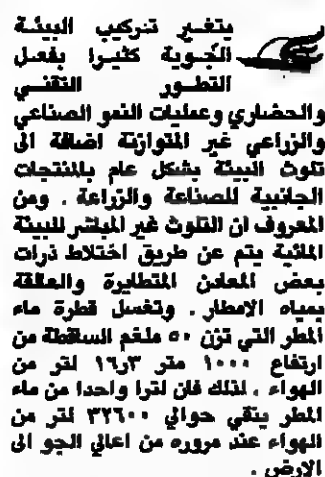 يتغير تركيب البيئة
الجوية كثيرا بفعل
التطور التقني
والحضاري وعمليات النمو الصناعي
والزراعي غير المتوازنة اضافة الى
تلوث البيئة بشكل عام بالمنتجات
الجانبية للصناعة والزراعة . ومن
المعروف ان التلوث غير المباشر للبيئة
المائية يتم عن طريق اختلاط ذرات
بعض المعادن المتطايرة والعالقة
بمياه الامطار . وتغسل قطرة ماء
المطر التي تزن ٥٠ ملغم الساقطة من
ارتفاع ١٠٠٠ متر ١٦٫٣ لتر من
الهواء . لذلك فان لترا واحدا من ماء
المطر ينقي حوالي ٣٢٦٠٠ لتر من
الهواء عند مروره من اعالي الجو الى
الارض .